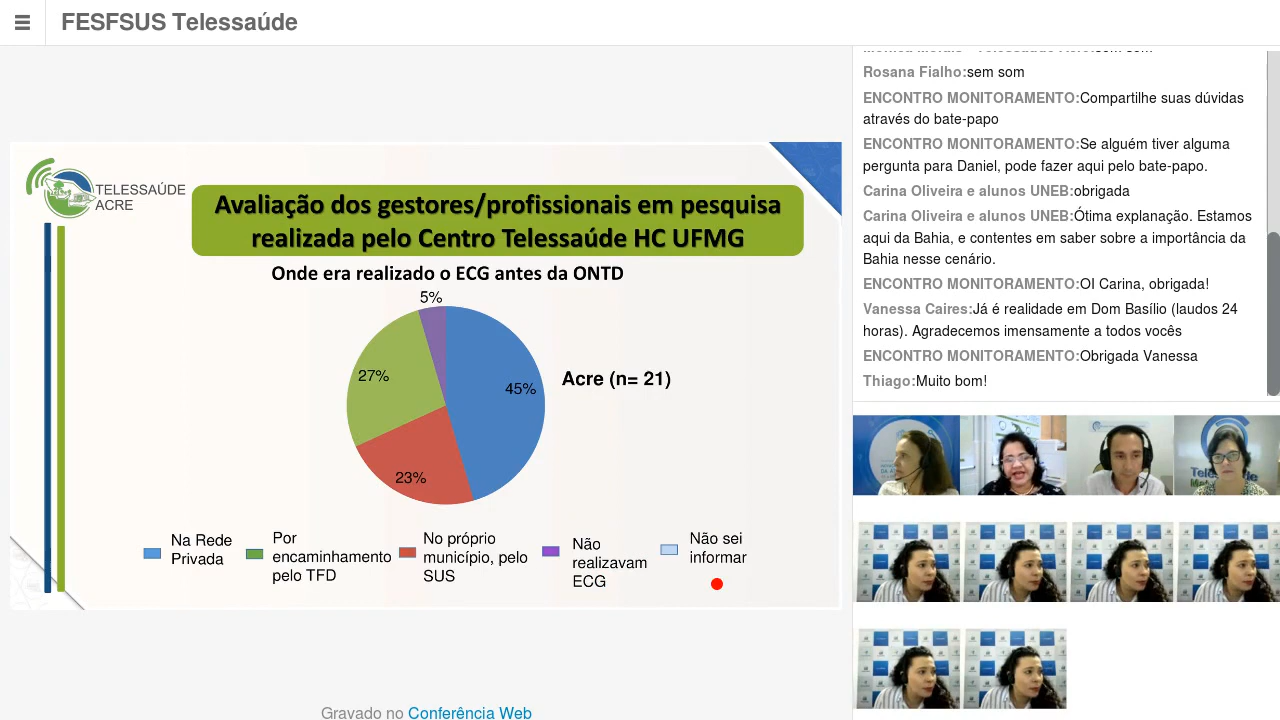 FESFSUS Telessaúde
TELESSAÚDE
ACRE
Avaliação dos gestores/profissionais em pesquisa
realizada pelo Centro Telessaúde HC UFMG
Onde era realizado o ECG antes da ONTD
5%
27%
45%
23%
Acre (n= 21)
Na Rede
Privada
Por
encaminhamento
pelo TFD
No próprio
município, pelo
SUS
Não
realizavam
ECG
Não sei
informar
Gravado no Conferência Web
Rosana Fialho:sem som
ENCONTRO MONITORAMENTO:Compartilhe suas dúvidas
através do bate-papo
ENCONTRO MONITORAMENTO:Se alguém tiver alguma
pergunta para Daniel, pode fazer aqui pelo bate-papo.
Carina Oliveira e alunos UNEB:obrigada
Carina Oliveira e alunos UNEB:Ótima explanação. Estamos
aqui da Bahia, e contentes em saber sobre a importância da
Bahia nesse cenário.
ENCONTRO MONITORAMENTO:OI Carina, obrigada!
Vanessa Caires:Já é realidade em Dom Basílio (laudos 24
horas). Agradecemos imensamente a todos vocês
ENCONTRO MONITORAMENTO:Obrigada Vanessa
Thiago:Muito bom!